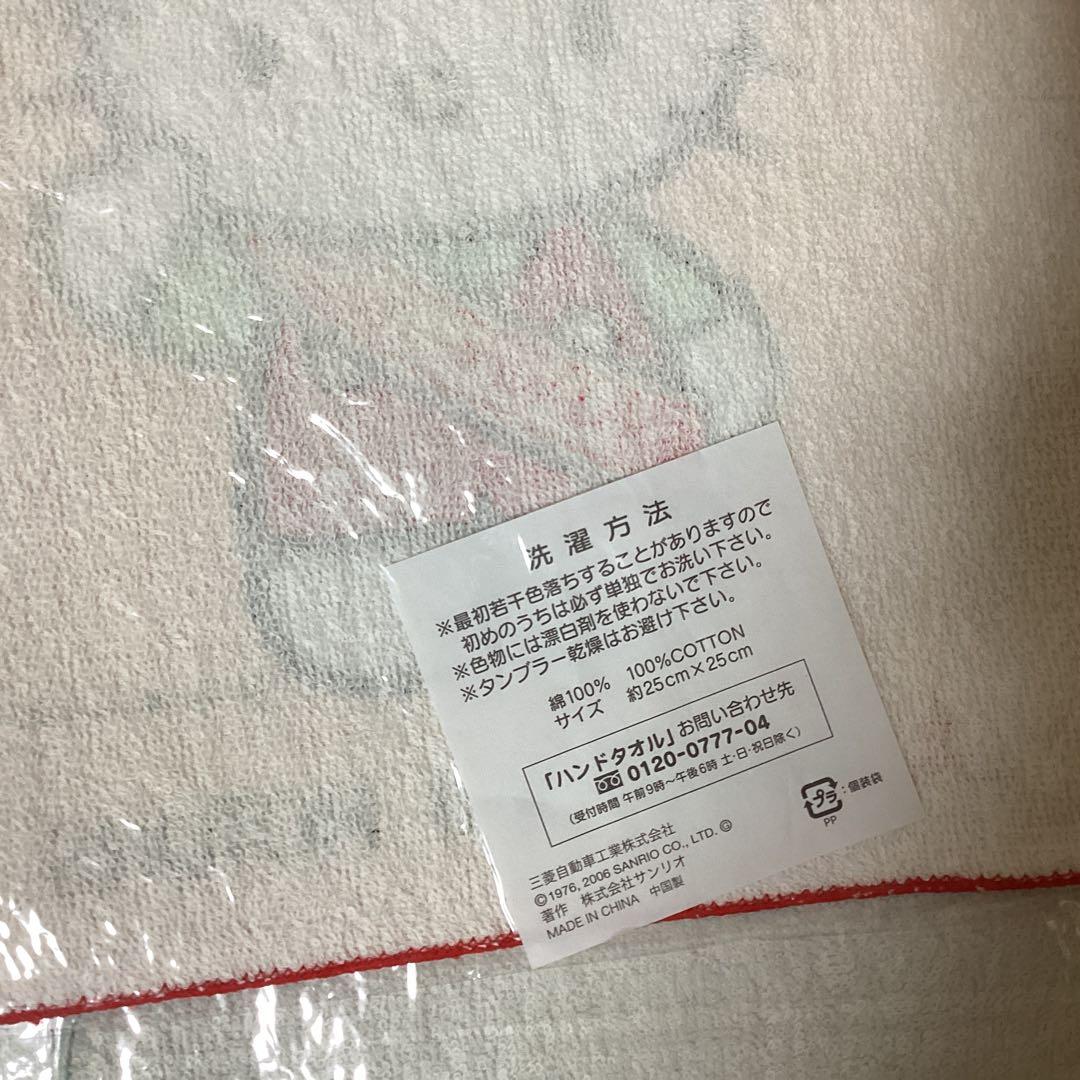 洗濯方法
※最初若干色落ちすることがありますので
初めのうちは必ず単独でお洗い下さい。
※色物には漂白剤を使わないで下さい。
※タンブラー乾燥はお避け下さい。
綿100% 100%COTTON
サイズ 約25cm×25cm
「ハンドタオル」お問い合わせ先
0120-0777-04
(受付時間 午前9時～午後6時 土・日・祝日除く)
プラ:個装袋
PP
三菱自動車工業株式会社
©1976, 2006 SANRIO CO., LTD. Ⓖ
著作 株式会社サンリオ
MADE IN CHINA 中国製